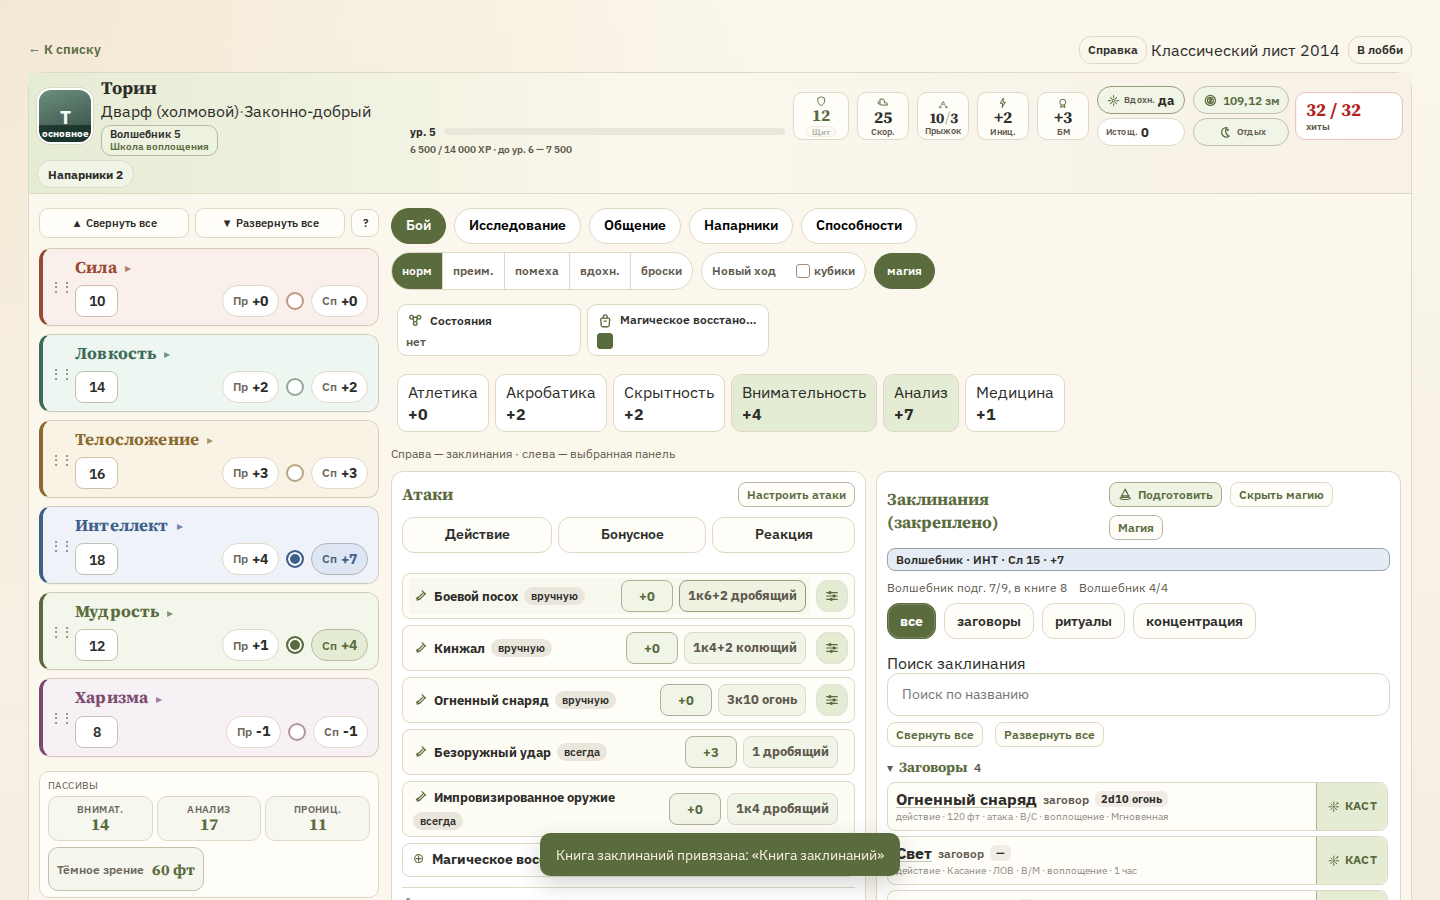 ← К списку
Справка Классический лист 2014 В лобби
Т
основное
Торин
Дварф (холмовой)·Законно-добрый
Волшебник 5
Школа воплощения
Напарники 2
ур. 5
6 500 / 14 000 XP · до ур. 6 — 7 500
12
Щит
25
Скор.
10/3
Прыжок
+2
Иниц.
+3
БМ
Вдохн. да
Истощ. 0
109,12 зм
Отдых
32 / 32
хиты
▲ Свернуть все
▼ Развернуть все
?
Сила ▸
10
Пр +0
Сп +0
Ловкость ▸
14
Пр +2
Сп +2
Телосложение ▸
16
Пр +3
Сп +3
Интеллект ▸
18
Пр +4
Сп +7
Мудрость ▸
12
Пр +1
Сп +4
Харизма ▸
8
Пр -1
Сп -1
ПАССИВЫ
ВНИМАТ.
14
АНАЛИЗ
17
ПРОНИЦ.
11
Тёмное зрение 60 фт
Бой
Исследование
Общение
Напарники
Способности
норм
преим.
помеха
вдохн.
броски
Новый ход
кубики
магия
Состояния
нет
Магическое восстано...
Атлетика
+0
Акробатика
+2
Скрытность
+2
Внимательность
+4
Анализ
+7
Медицина
+1
Справа — заклинания · слева — выбранная панель
Атаки
Настроить атаки
Действие
Бонусное
Реакция
Боевой посох вручную +0 1к6+2 дробящий
Кинжал вручную +0 1к4+2 колющий
Огненный снаряд вручную +0 3к10 огонь
Безоружный удар всегда +3 1 дробящий
Импровизированное оружие
всегда
+0 1к4 дробящий
Магическое вос
Заклинания
(закреплено)
Подготовить
Скрыть магию
Магия
Волшебник · ИНТ · Сл 15 · +7
Волшебник подг. 7/9, в книге 8 Волшебник 4/4
все
заговоры
ритуалы
концентрация
Поиск заклинания
Поиск по названию
Свернуть все
Развернуть все
▾ Заговоры 4
Огненный снаряд заговор 2d10 огонь
действие · 120 фт · атака · В/С · воплощение · Мгновенная
КАСТ
Свет заговор —
действие · Касание · ЛОВ · В/М · воплощение · 1 час
КАСТ
Книга заклинаний привязана: «Книга заклинаний»